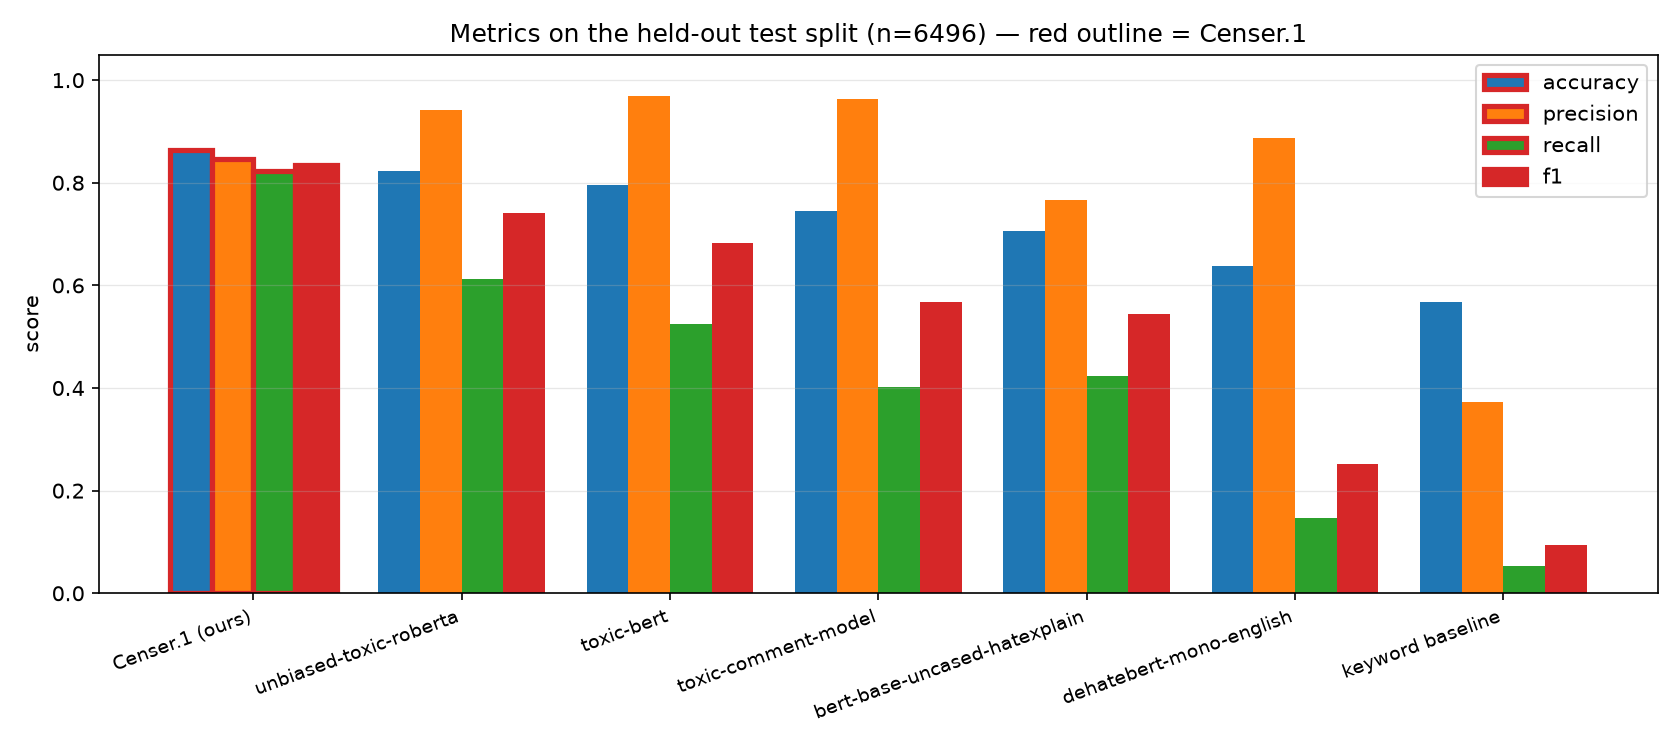 Metrics on the held-out test split (n=6496) — red outline = Censer.1
accuracy
precision
recall
f1
score
1.0
0.8
0.6
0.4
0.2
0.0
Censer.1 (ours)
unbiased-toxic-roberta
toxic-bert
toxic-comment-model
bert-base-uncased-hatexplain
dehatebert-mono-english
keyword baseline